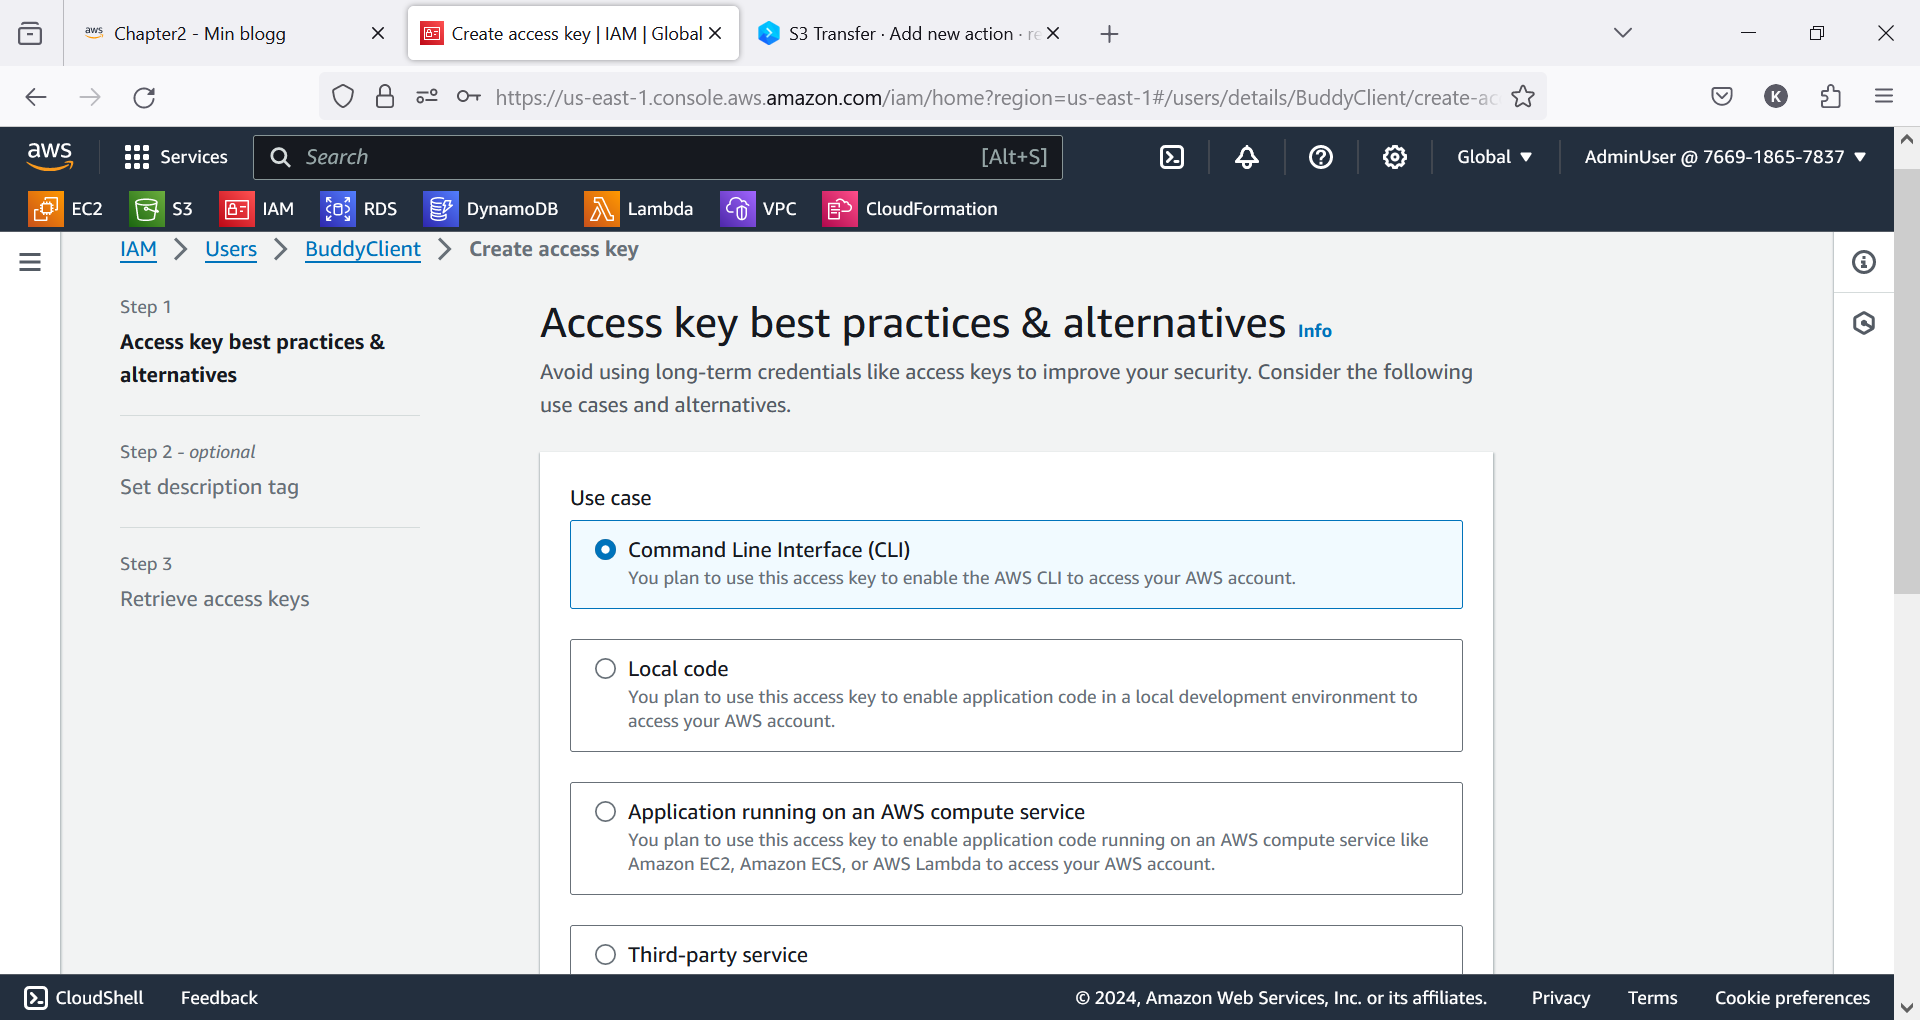 aws Chapter2 - Min blogg
Create access key | IAM | Global
S3 Transfer · Add new action · re
https://us-east-1.console.aws.amazon.com/iam/home?region=us-east-1#/users/details/BuddyClient/create-ac
K
aws
Services
Search
[Alt+S]
Global
AdminUser @ 7669-1865-7837
EC2
S3
IAM
RDS
DynamoDB
Lambda
VPC
CloudFormation
IAM
Users
BuddyClient
Create access key
Step 1
Access key best practices &
alternatives
Step 2 - optional
Set description tag
Step 3
Retrieve access keys
Access key best practices & alternatives Info
Avoid using long-term credentials like access keys to improve your security. Consider the following
use cases and alternatives.
Use case
Command Line Interface (CLI)
You plan to use this access key to enable the AWS CLI to access your AWS account.
Local code
You plan to use this access key to enable application code in a local development environment to
access your AWS account.
Application running on an AWS compute service
You plan to use this access key to enable application code running on an AWS compute service like
Amazon EC2, Amazon ECS, or AWS Lambda to access your AWS account.
Third-party service
CloudShell
Feedback
© 2024, Amazon Web Services, Inc. or its affiliates.
Privacy
Terms
Cookie preferences